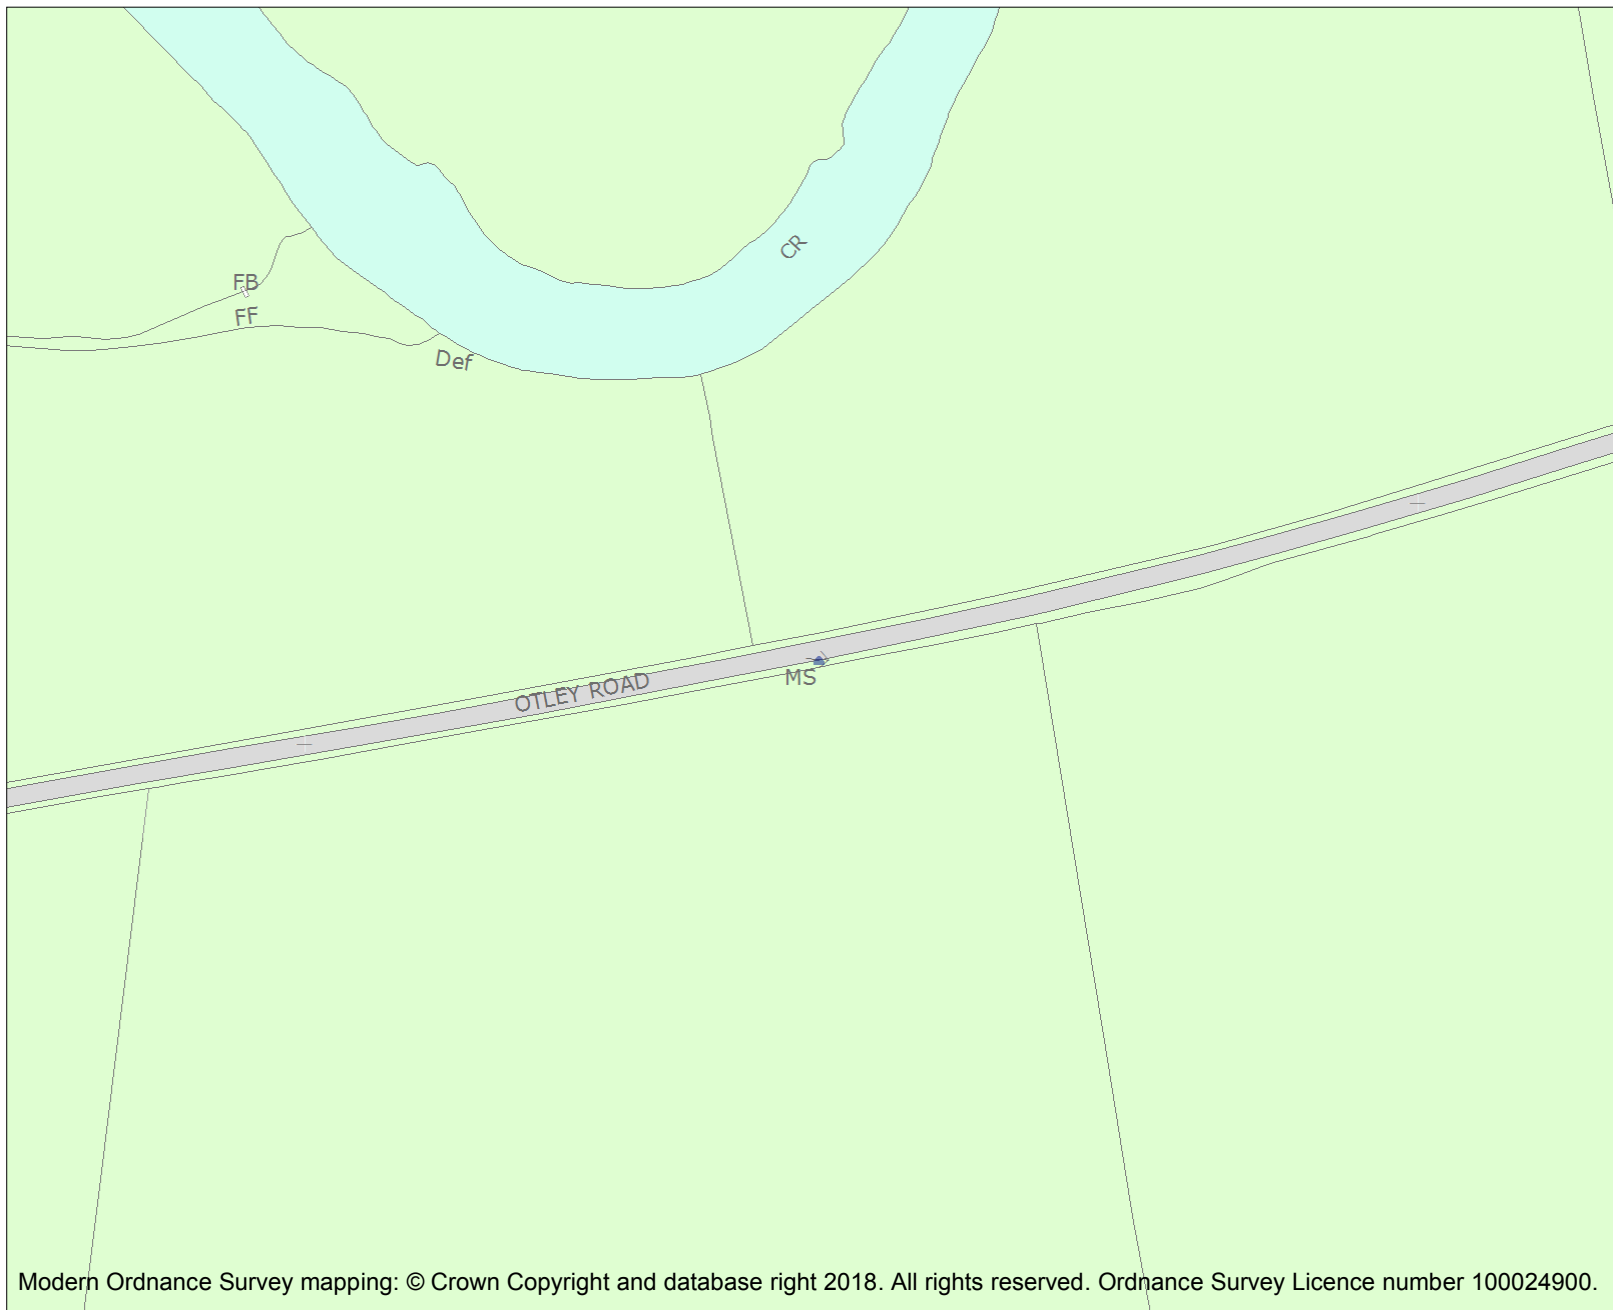 CR
FB
FF
Def
OTLEY ROAD
MS
Modern Ordnance Survey mapping: © Crown Copyright and database right 2018. All rights reserved. Ordnance Survey Licence number 100024900.